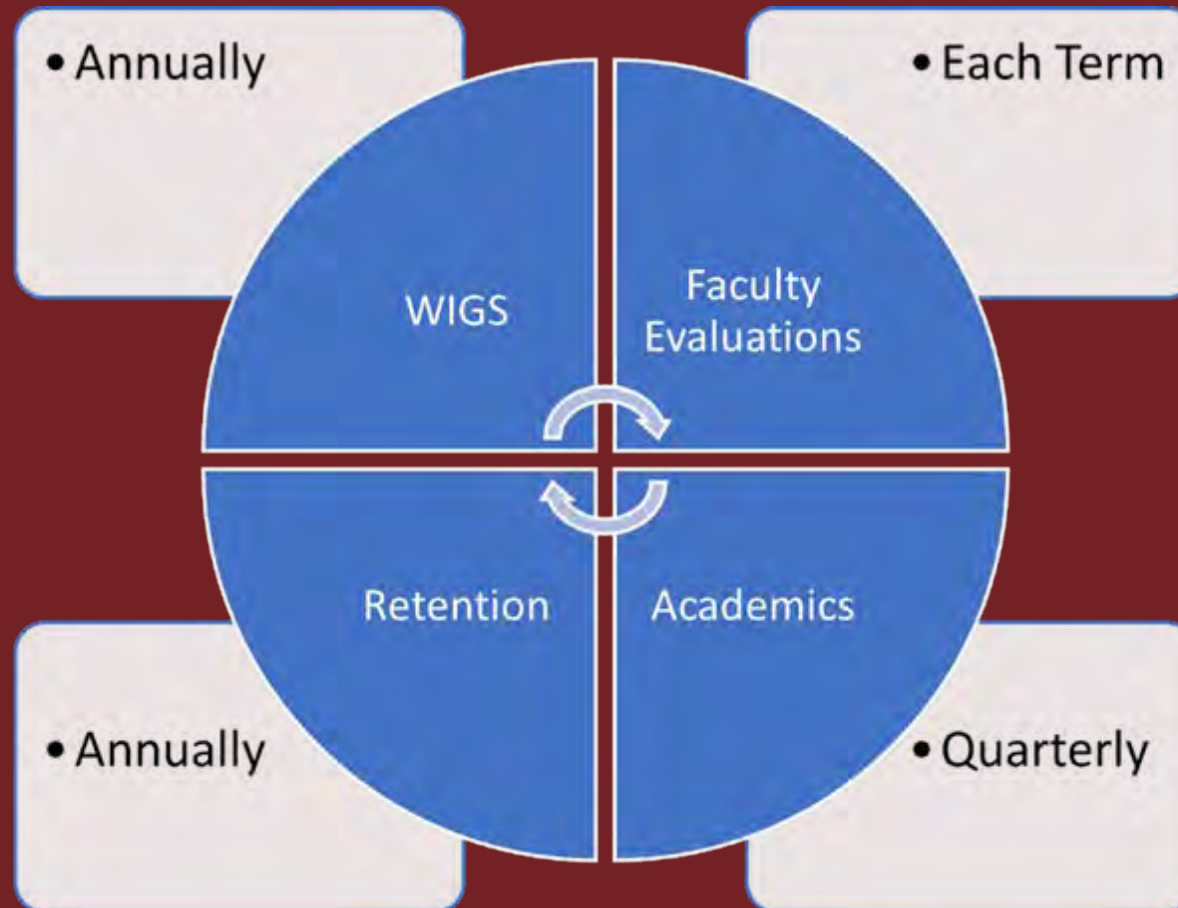 • Annually
• Each Term
WIGS
Faculty
Evaluations
Retention
Academics
• Annually
• Quarterly